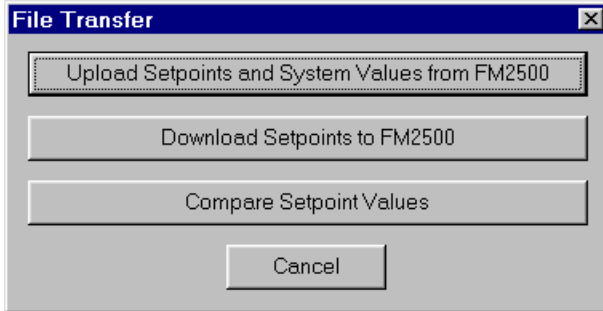 File Transfer
Upload Setpoints and System Values from FM2500
Download Setpoints to FM2500
Compare Setpoint Values
Cancel